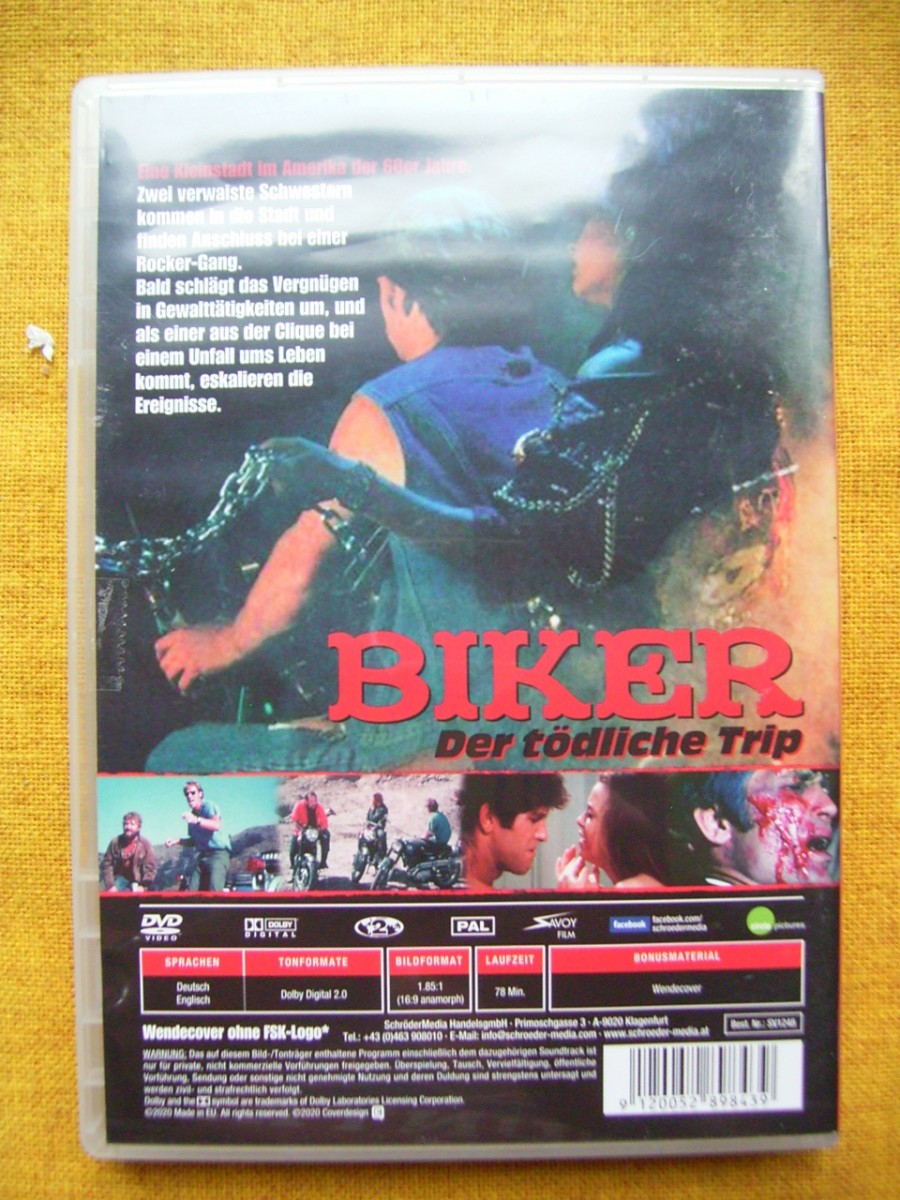 Eine Kleinstadt im Amerika der 60er Jahre.
Zwei verwaiste Schwestern
kommen in die Stadt und
finden Anschluss bei einer
Rocker-Gang.
Bald schlägt das Vergnügen
in Gewalttätigkeiten um, und
als einer aus der Clique bei
einem Unfall ums Leben
kommt, eskalieren die
Ereignisse.
BIKER
Der tödliche Trip
DVD VIDEO
DOLBY DIGITAL
2
PAL
SAVOY FILM
facebook facebook.com/schroedermedia
pictures
SPRACHEN TONFORMATE BILDFORMAT LAUFZEIT BONUSMATERIAL
Deutsch
Englisch
Dolby Digital 2.0
1.85:1
(16:9 anamorph)
78 Min.
Wendecover
Wendecover ohne FSK-Logo*
SchröderMedia HandelsgmbH · Primoschgasse 3 · A-9020 Klagenfurt
Tel.: +43 (0)463 908010 · E-Mail: info@schroeder-media.com · www.schroeder-media.at
Best. Nr.: SV1248
WARNUNG: Das auf diesem Bild-/Tonträger enthaltene Programm einschließlich dem dazugehörigen Soundtrack ist
nur für private, nicht kommerzielle Vorführungen freigegeben. Überspielung, Tausch, Vervielfältigung, öffentliche
Vorführung, Sendung oder sonstige nicht genehmigte Nutzung und deren Duldung sind strengstens untersagt und
werden zivil- und strafrechtlich verfolgt.
Dolby and the symbol are trademarks of Dolby Laboratories Licensing Corporation.
©2020 Made in EU. All rights reserved. ©2020 Coverdesign
9 120052 898439